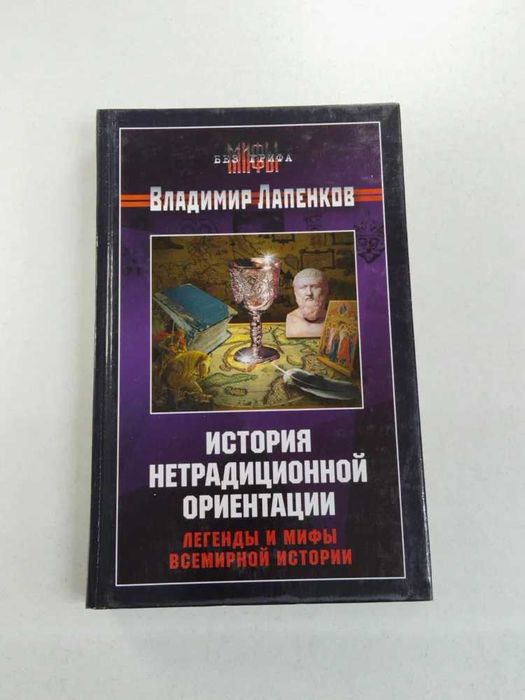 МИФЫ
БЕЗ ГРИФА
ВЛАДИМИР ЛАПЕНКОВ
ИСТОРИЯ
НЕТРАДИЦИОННОЙ
ОРИЕНТАЦИИ
ЛЕГЕНДЫ И МИФЫ
ВСЕМИРНОЙ ИСТОРИИ